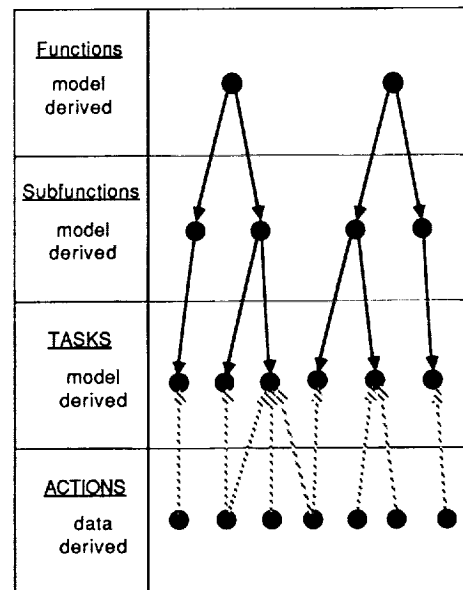 Functions
model
derived
Subfunctions
model
derived
TASKS
model
derived
ACTIONS
data
derived